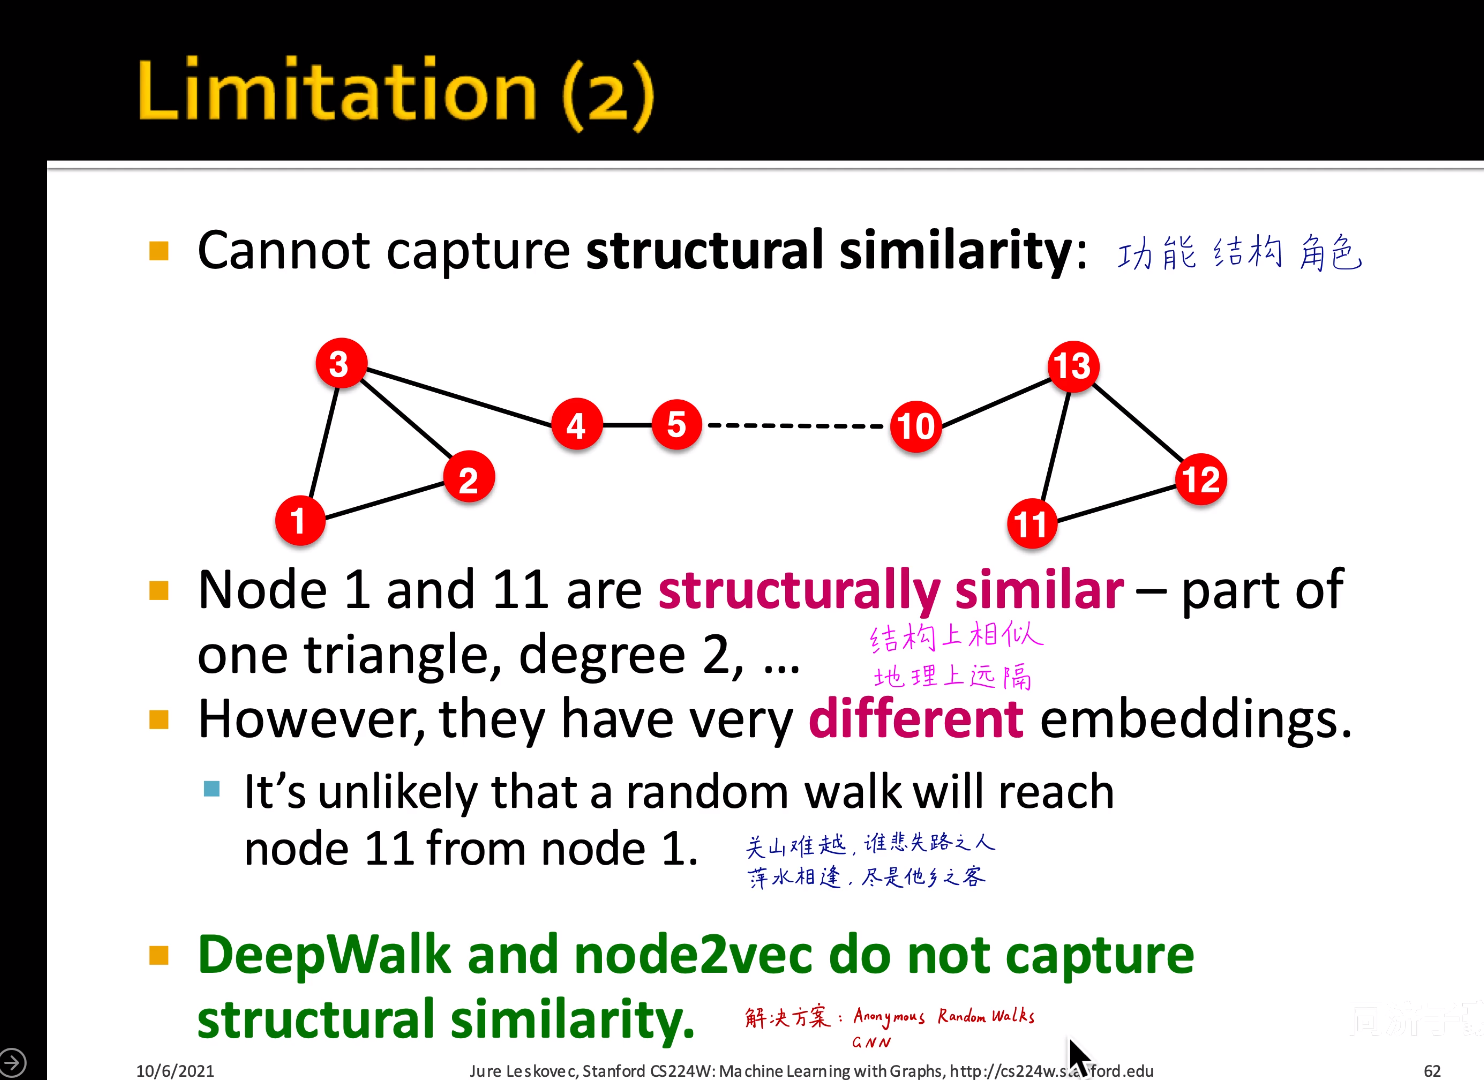 Limitation (2)
Cannot capture structural similarity: 功能 结构 角色
3
13
4
5
10
2
12
1
11
Node 1 and 11 are structurally similar – part of
one triangle, degree 2, ...
结构上相似
地理上远隔
However, they have very different embeddings.
It's unlikely that a random walk will reach
node 11 from node 1.
关山难越，谁悲失路之人
萍水相逢，尽是他乡之客
DeepWalk and node2vec do not capture
structural similarity.
解决方案：Anonymous Random Walks
GNN
10/6/2021
Jure Leskovec, Stanford CS224W: Machine Learning with Graphs, http://cs224w.stanford.edu
62